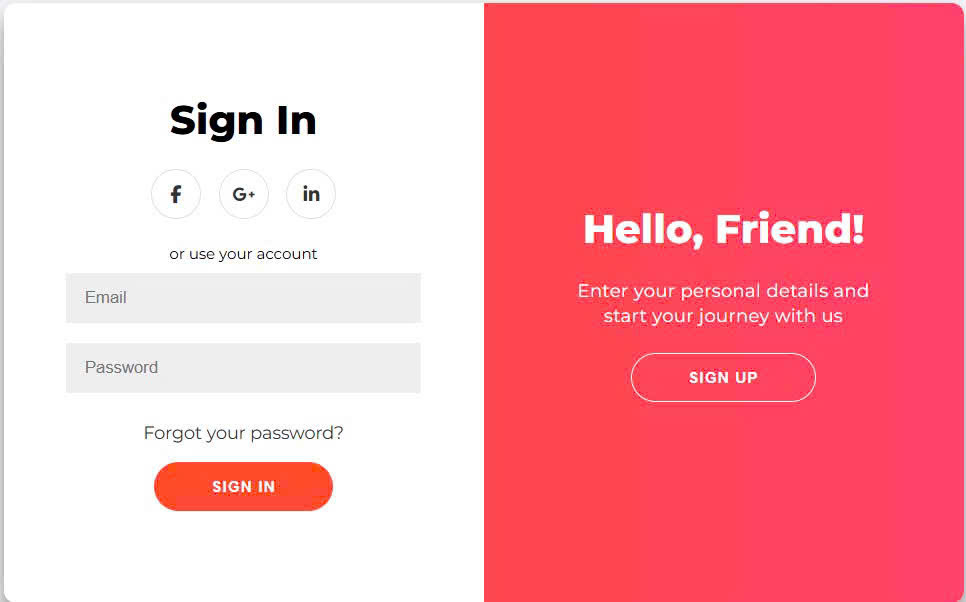 Sign In
f
G+
in
or use your account
Email
Password
Forgot your password?
SIGN IN
Hello, Friend!
Enter your personal details and
start your journey with us
SIGN UP